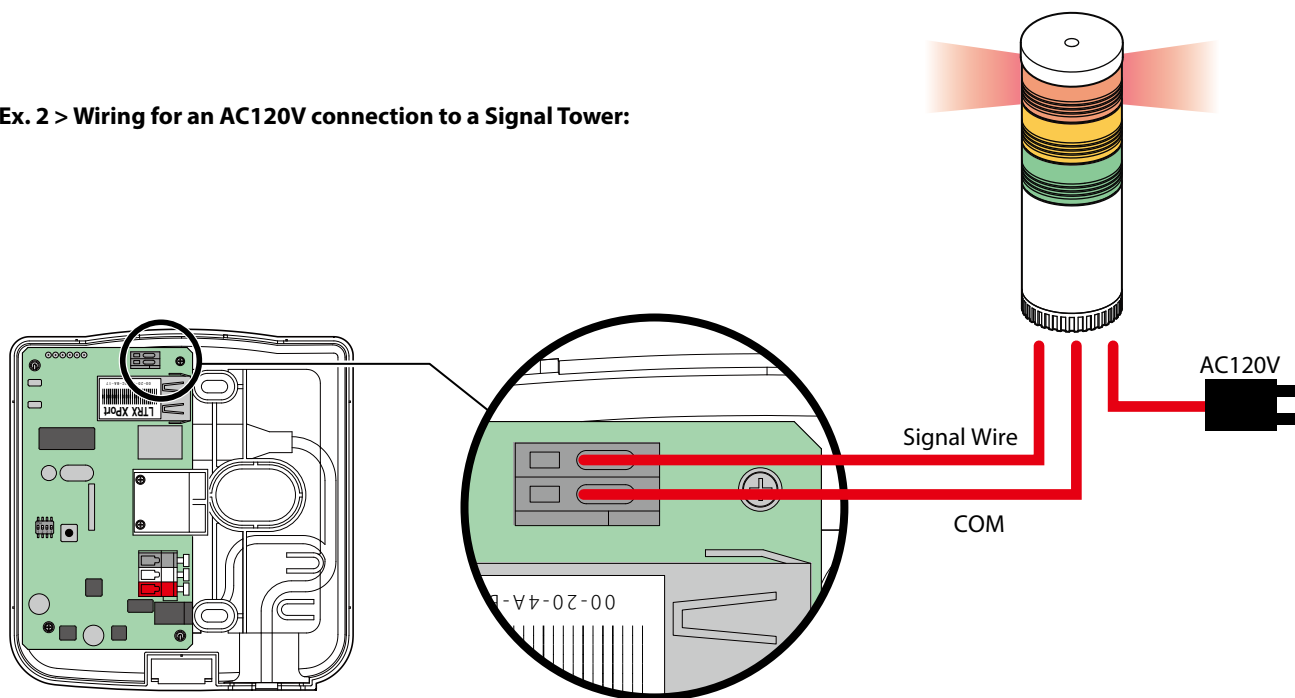 Ex. 2 > Wiring for an AC120V connection to a Signal Tower:
AC120V
Signal Wire
COM
LTRX XPort
00-20-4A-